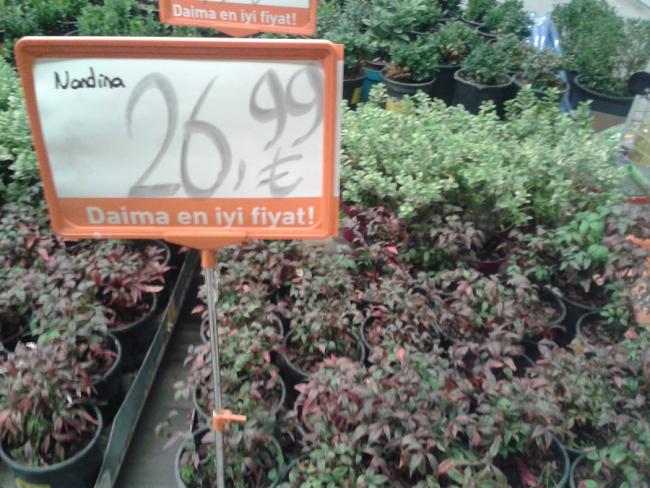 Daima en iyi fiyat!
Nandina
26,99 €
Daima en iyi fiyat!